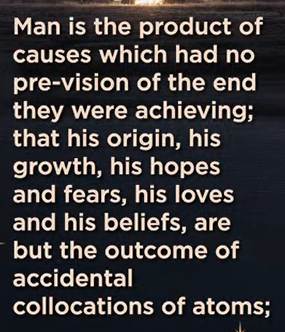 Man is the product of
causes which had no
pre-vision of the end
they were achieving;
that his origin, his
growth, his hopes
and fears, his loves
and his beliefs, are
but the outcome of
accidental
collocations of atoms;